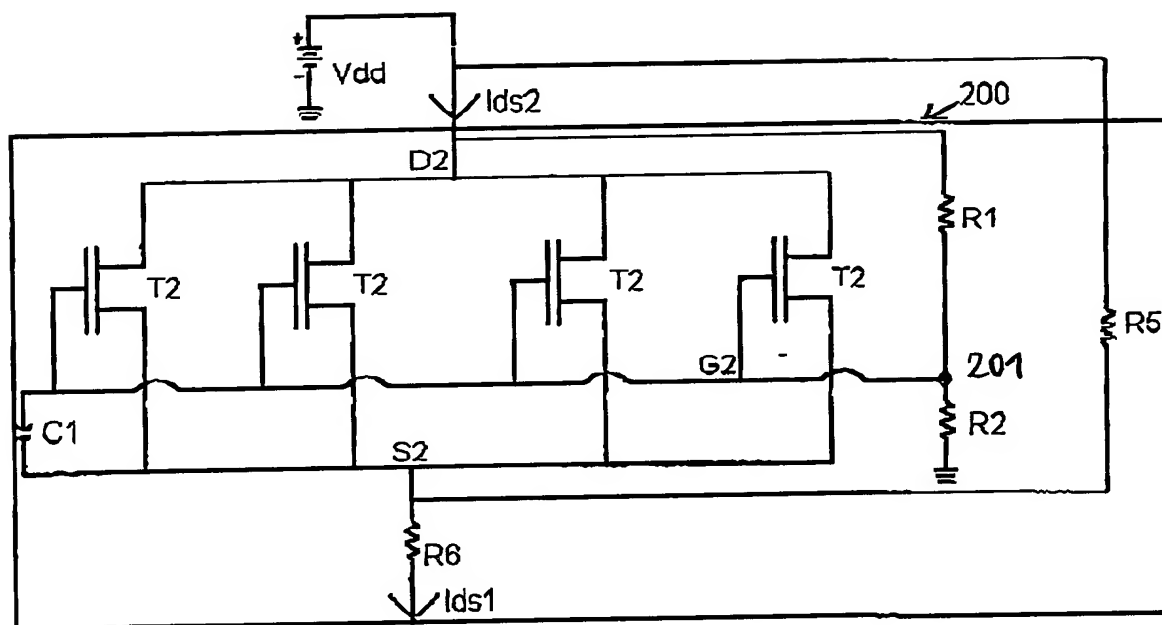 +
-
Vdd
Ids2
200
D2
R1
T2
T2
T2
T2
R5
G2
-
201
C1
R2
S2
R6
Ids1